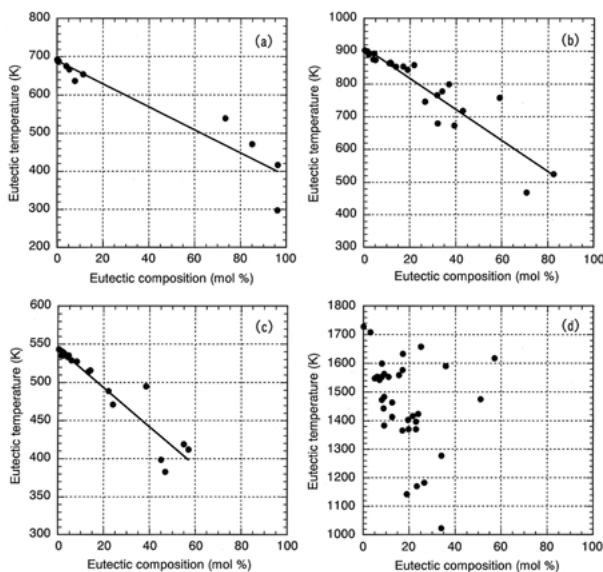 (a)
Eutectic temperature (K)
800
700
600
500
400
300
200
0 20 40 60 80 100
Eutectic composition (mol %)
(b)
Eutectic temperature (K)
1000
900
800
700
600
500
400
300
0 20 40 60 80 100
Eutectic composition (mol %)
(c)
Eutectic temperature (K)
600
550
500
450
400
350
300
0 20 40 60 80 100
Eutectic composition (mol %)
(d)
Eutectic temperature (K)
1800
1700
1600
1500
1400
1300
1200
1100
1000
0 20 40 60 80 100
Eutectic composition (mol %)